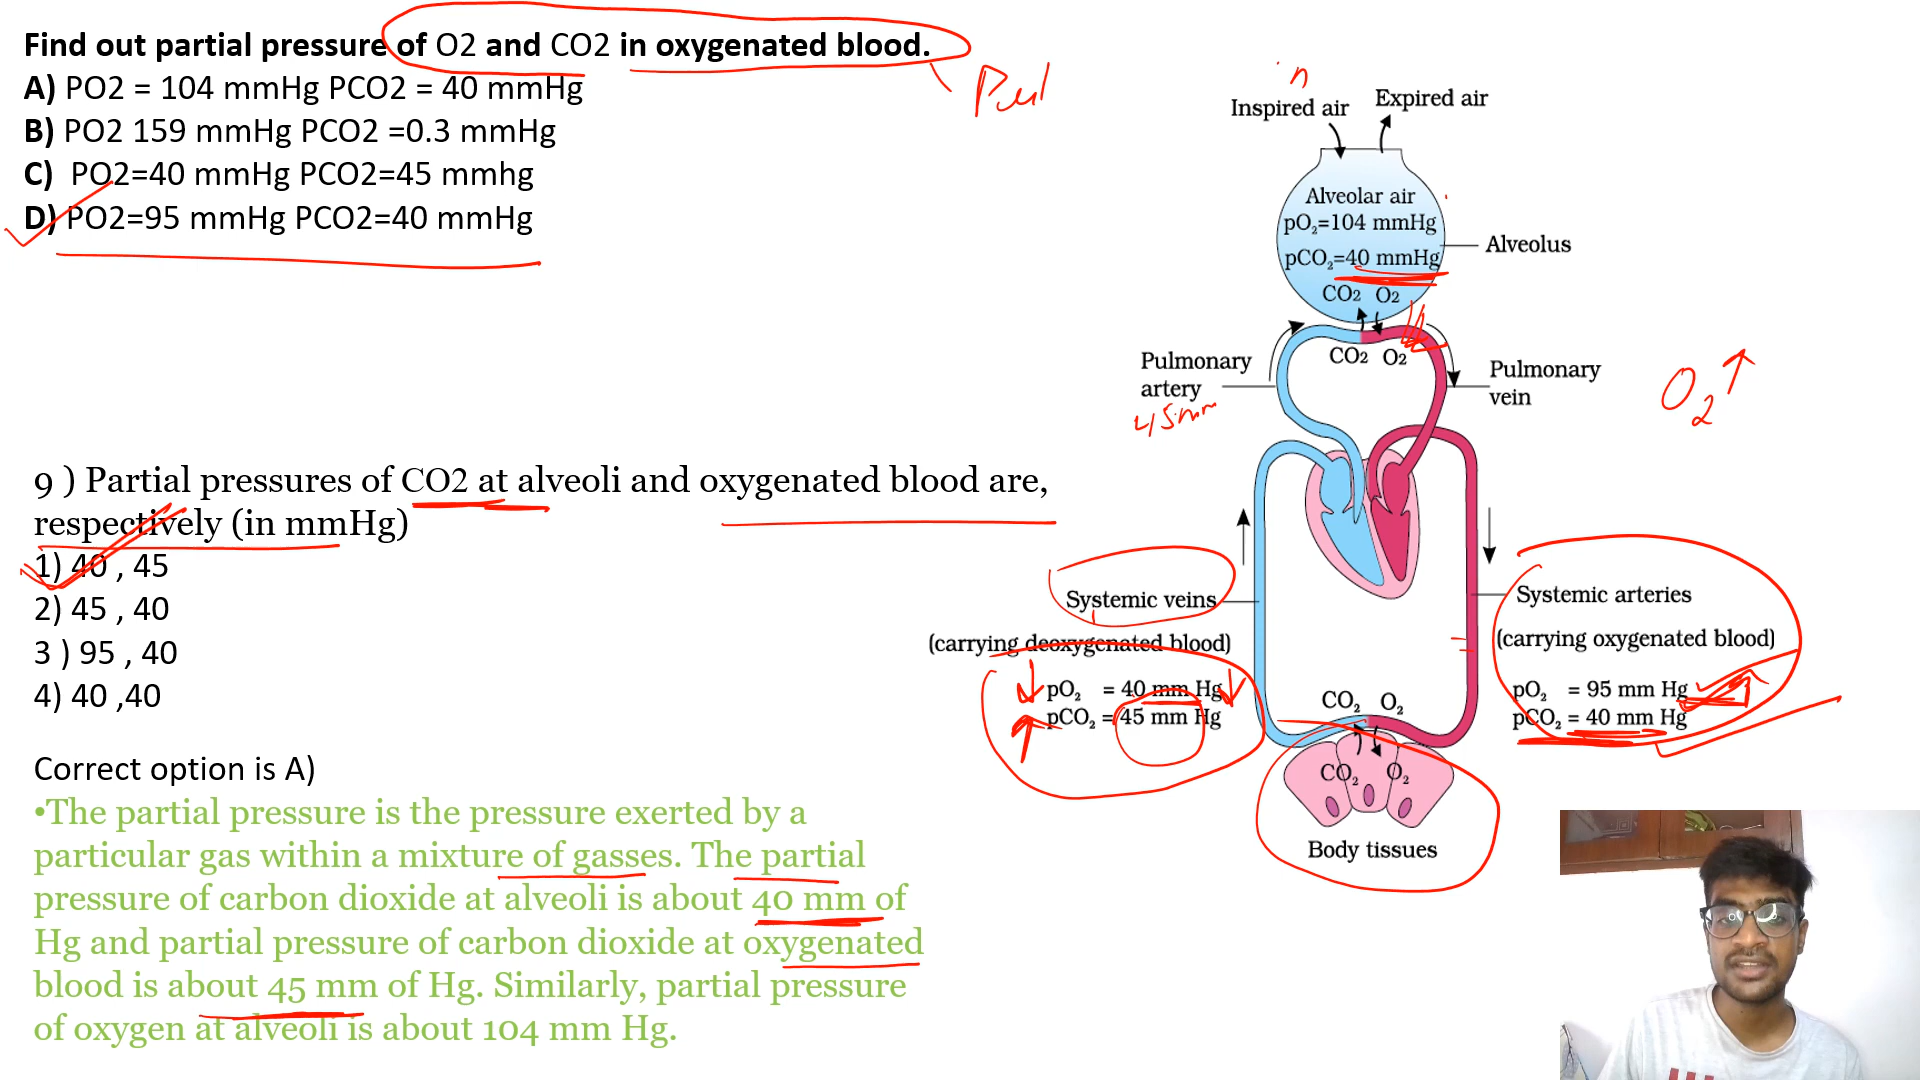 Find out partial pressure of O2 and CO2 in oxygenated blood.
A) PO2 = 104 mmHg PCO2 = 40 mmHg
B) PO2 159 mmHg PCO2 =0.3 mmHg
C) PO2=40 mmHg PCO2=45 mmhg
D) PO2=95 mmHg PCO2=40 mmHg
Pul
n
Inspired air
Expired air
Alveolar air
pO₂=104 mmHg
pCO₂=40 mmHg
Alveolus
CO2 O2
CO2 O2
Pulmonary
artery
45mm
Pulmonary
vein
O₂ ↑
9 ) Partial pressures of CO2 at alveoli and oxygenated blood are,
respectively (in mmHg)
1) 40 , 45
2) 45 , 40
3 ) 95 , 40
4) 40 ,40
Systemic veins
(carrying deoxygenated blood)
pO₂ = 40 mm Hg
pCO₂ = 45 mm Hg
Systemic arteries
(carrying oxygenated blood)
pO₂ = 95 mm Hg
pCO₂ = 40 mm Hg
CO₂ O₂
CO₂ O₂
Body tissues
Correct option is A)
•The partial pressure is the pressure exerted by a
particular gas within a mixture of gasses. The partial
pressure of carbon dioxide at alveoli is about 40 mm of
Hg and partial pressure of carbon dioxide at oxygenated
blood is about 45 mm of Hg. Similarly, partial pressure
of oxygen at alveoli is about 104 mm Hg.